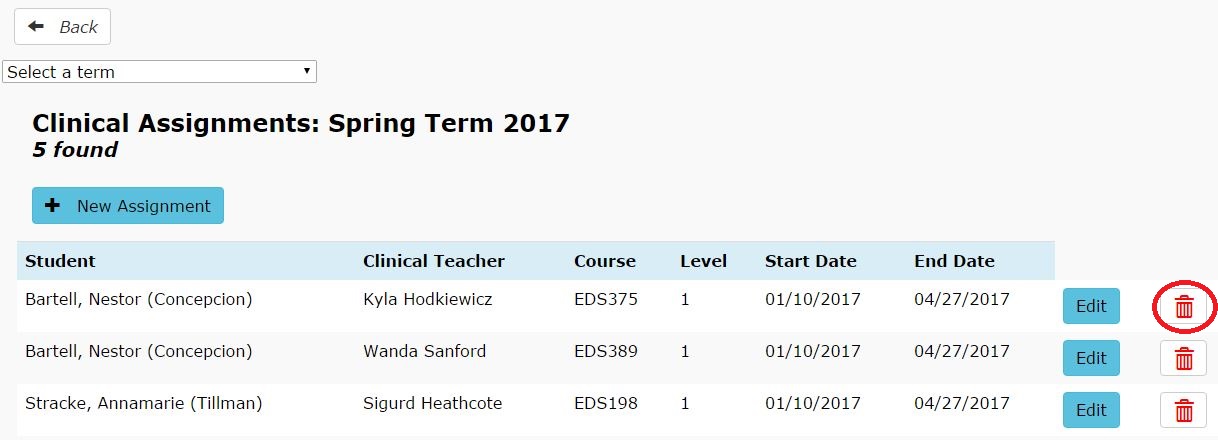 Back
Select a term
Clinical Assignments: Spring Term 2017
5 found
New Assignment
Student Clinical Teacher Course Level Start Date End Date
Bartell, Nestor (Concepcion) Kyla Hodkiewicz EDS375 1 01/10/2017 04/27/2017 Edit
Bartell, Nestor (Concepcion) Wanda Sanford EDS389 1 01/10/2017 04/27/2017 Edit
Stracke, Annamarie (Tillman) Sigurd Heathcote EDS198 1 01/10/2017 04/27/2017 Edit